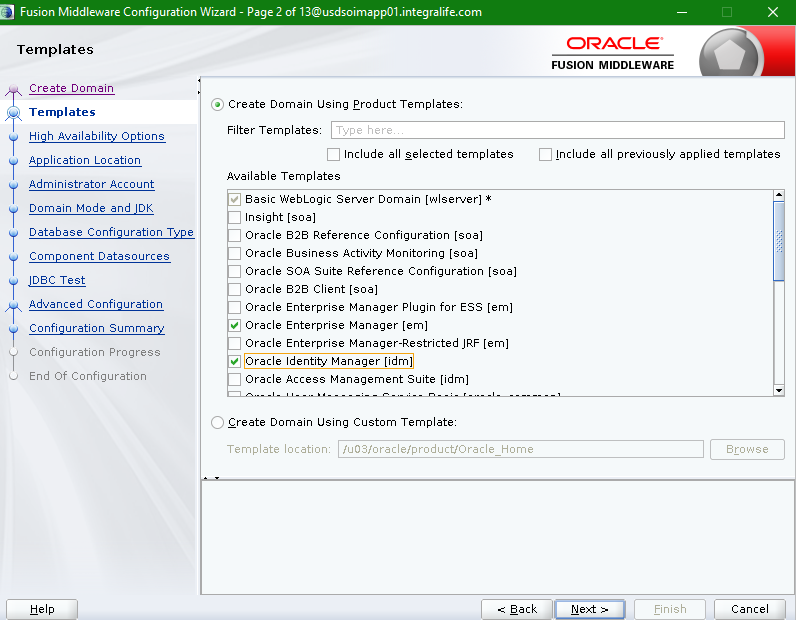 Fusion Middleware Configuration Wizard - Page 2 of 13@usdsoimapp01.integralife.com
Templates
ORACLE
FUSION MIDDLEWARE
Create Domain
Templates
High Availability Options
Application Location
Administrator Account
Domain Mode and JDK
Database Configuration Type
Component Datasources
JDBC Test
Advanced Configuration
Configuration Summary
Configuration Progress
End Of Configuration
Create Domain Using Product Templates:
Filter Templates: Type here...
Include all selected templates Include all previously applied templates
Available Templates
Basic WebLogic Server Domain [wlserver] *
Insight [soa]
Oracle B2B Reference Configuration [soa]
Oracle Business Activity Monitoring [soa]
Oracle SOA Suite Reference Configuration [soa]
Oracle B2B Client [soa]
Oracle Enterprise Manager Plugin for ESS [em]
Oracle Enterprise Manager [em]
Oracle Enterprise Manager-Restricted JRF [em]
Oracle Identity Manager [idm]
Oracle Access Management Suite [idm]
Oracle User Messaging Service Basic [oracle_common]
Create Domain Using Custom Template:
Template location: /u03/oracle/product/Oracle_Home Browse
Help < Back Next > Finish Cancel